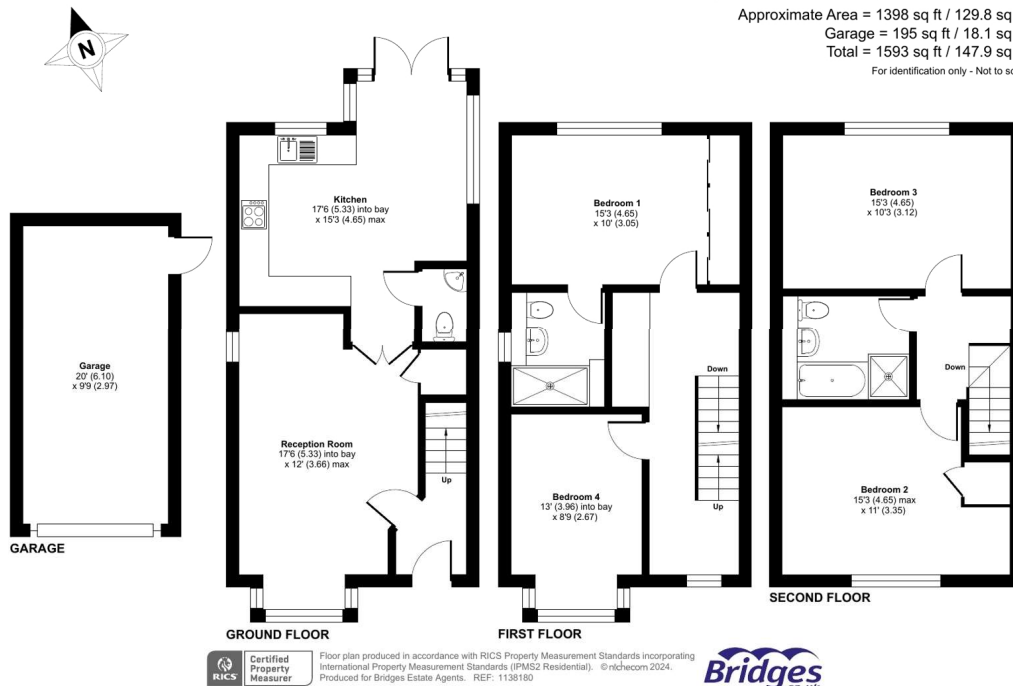 Approximate Area = 1398 sq ft / 129.8 sq
Garage = 195 sq ft / 18.1 sq
Total = 1593 sq ft / 147.9 sq
For identification only - Not to sc
N
Kitchen
17'6 (5.33) into bay
x 15'3 (4.65) max
Reception Room
17'6 (5.33) into bay
x 12' (3.66) max
Up
GROUND FLOOR
Garage
20' (6.10)
x 9'9 (2.97)
GARAGE
Bedroom 1
15'3 (4.65)
x 10' (3.05)
Down
Up
Bedroom 4
13' (3.96) into bay
x 8'9 (2.67)
FIRST FLOOR
Bedroom 3
15'3 (4.65)
x 10'3 (3.12)
Down
Bedroom 2
15'3 (4.65) max
x 11' (3.35)
SECOND FLOOR
RICS
Certified
Property
Measurer
Floor plan produced in accordance with RICS Property Measurement Standards incorporating
International Property Measurement Standards (IPMS2 Residential). © nichecom 2024.
Produced for Bridges Estate Agents. REF: 1138180
Bridges